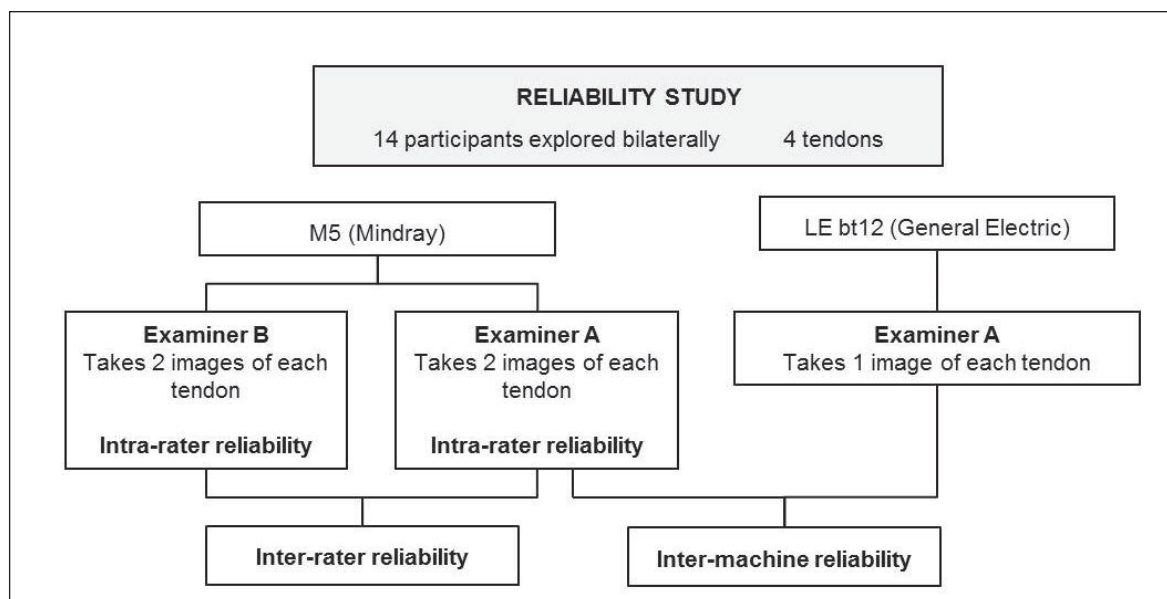 RELIABILITY STUDY
14 participants explored bilaterally 4 tendons
M5 (Mindray)
LE bt12 (General Electric)
Examiner B
Takes 2 images of each
tendon
Intra-rater reliability
Examiner A
Takes 2 images of each
tendon
Intra-rater reliability
Examiner A
Takes 1 image of each tendon
Inter-rater reliability
Inter-machine reliability